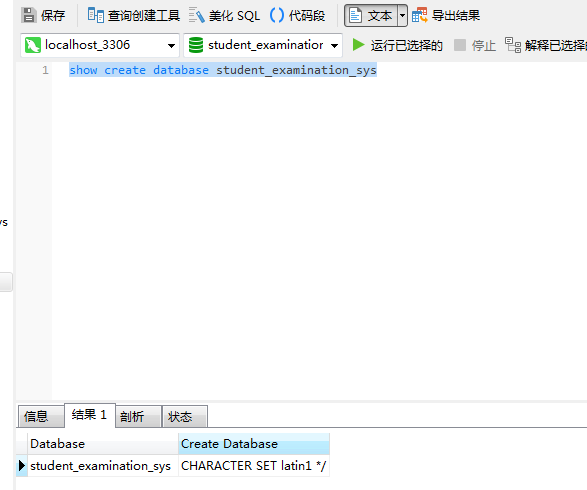 保存 查询创建工具 美化 SQL () 代码段 文本 导出结果
localhost_3306 student_examination 运行已选择的 停止 解释已选择的
1 show create database student_examination_sys
ys
信息 结果 1 剖析 状态
Database Create Database
student_examination_sys CHARACTER SET latin1 */